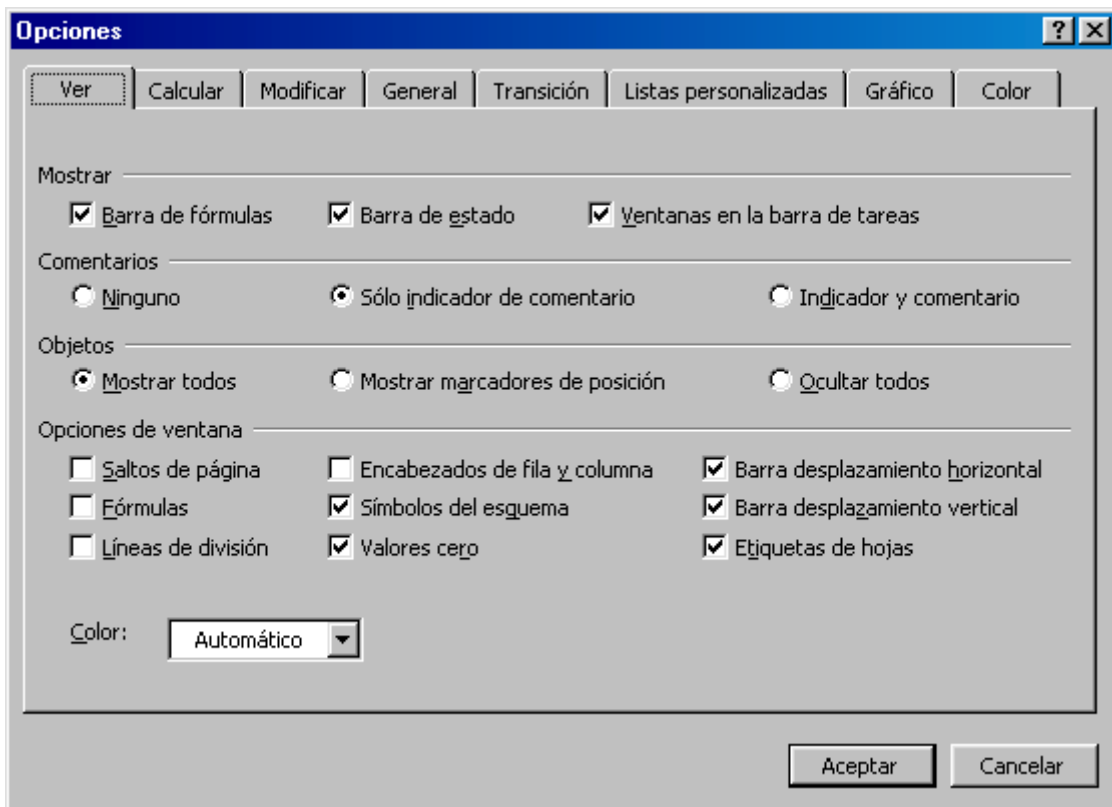 Opciones
Ver Calcular Modificar General Transición Listas personalizadas Gráfico Color
Mostrar
Barra de fórmulas Barra de estado Ventanas en la barra de tareas
Comentarios
Ninguno Sólo indicador de comentario Indicador y comentario
Objetos
Mostrar todos Mostrar marcadores de posición Ocultar todos
Opciones de ventana
Saltos de página Encabezados de fila y columna Barra desplazamiento horizontal
Fórmulas Símbolos del esquema Barra desplazamiento vertical
Líneas de división Valores cero Etiquetas de hojas
Color: Automático
Aceptar Cancelar